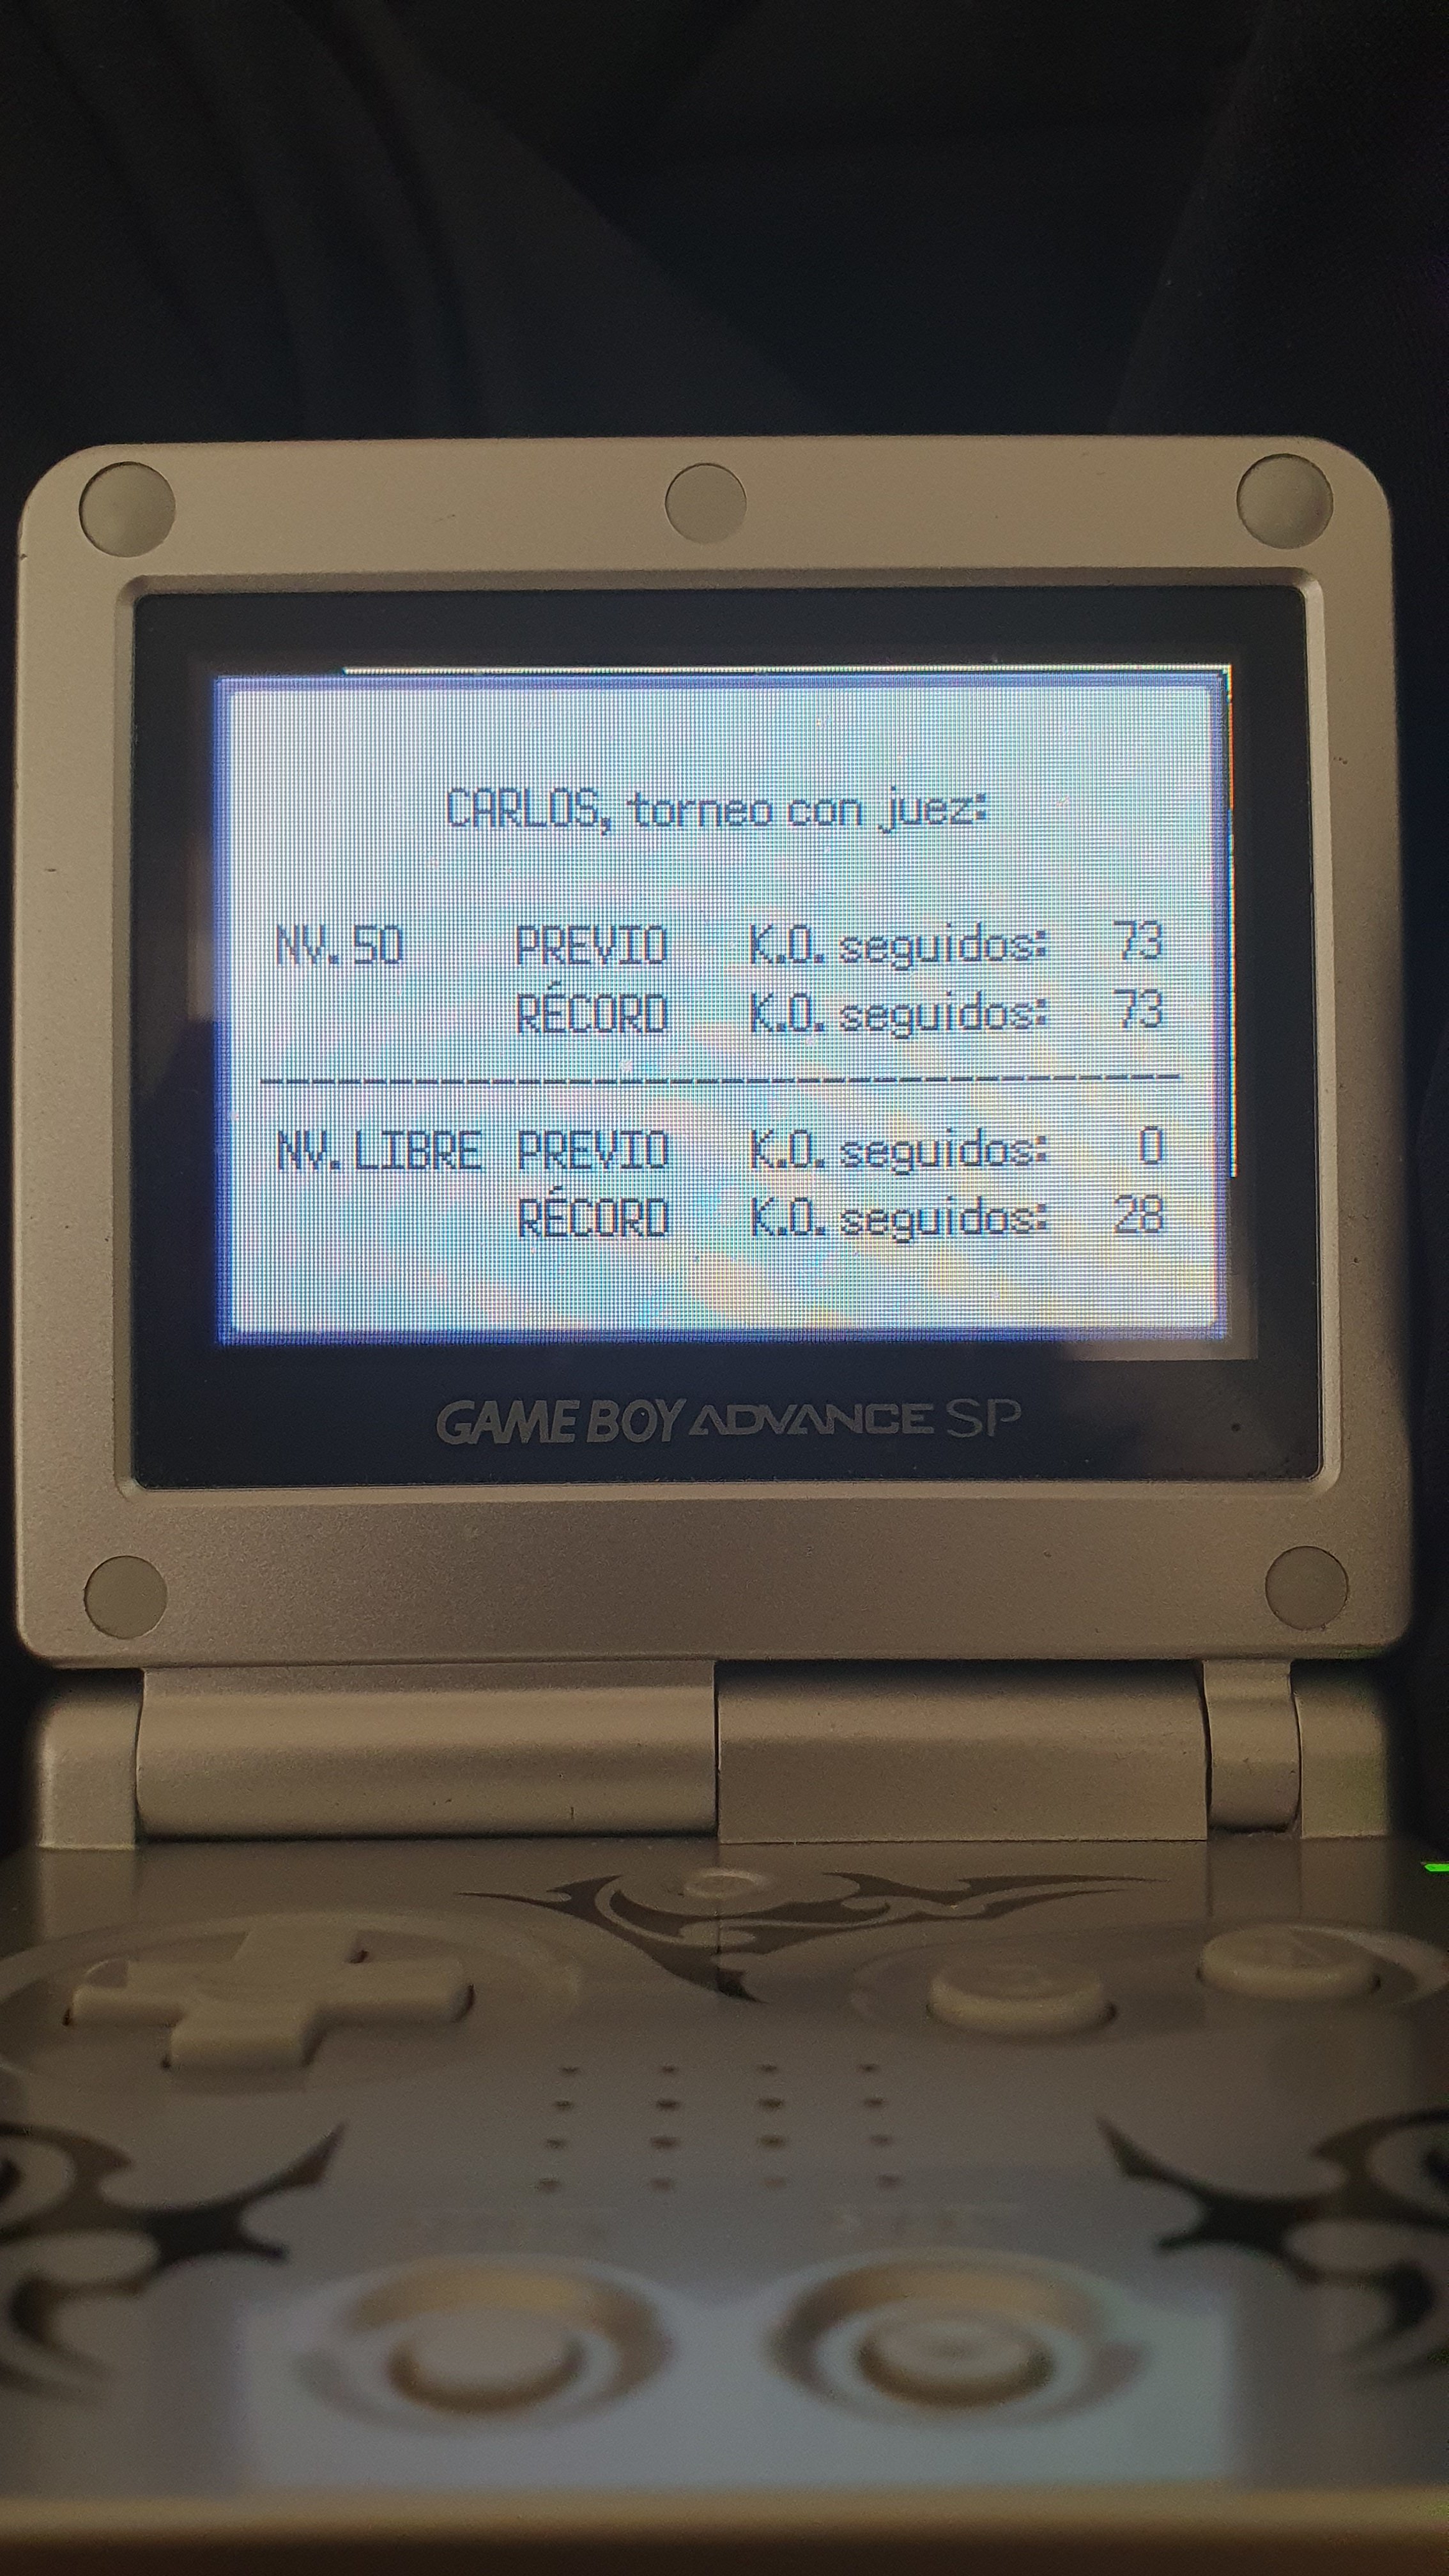 CARLOS, torneo con juez:
NV. 50 PREVIO K.O. seguidos: 73
RÉCORD K.O. seguidos: 73
NV. LIBRE PREVIO K.O. seguidos: 0
RÉCORD K.O. seguidos: 28
GAME BOY ADVANCE SP